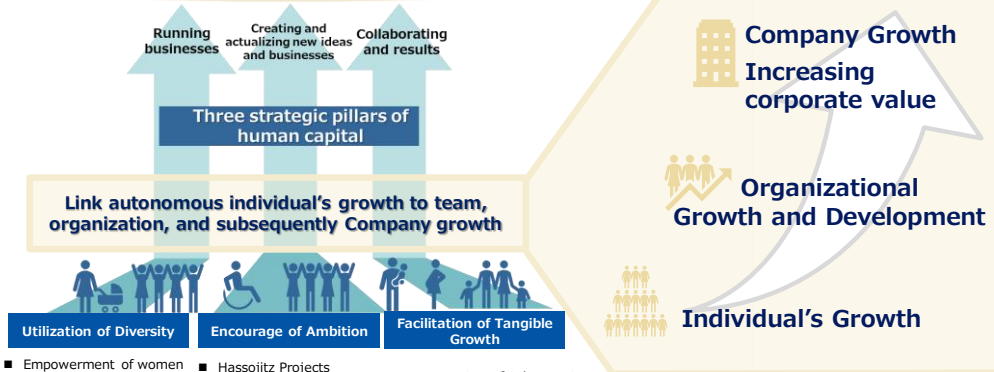 Running
businesses
Creating and
actualizing new ideas
and businesses
Collaborating
and results
Three strategic pillars of
human capital
Link autonomous individual's growth to team,
organization, and subsequently Company growth
Utilization of Diversity
Encourage of Ambition
Facilitation of Tangible
Growth
■ Empowerment of women
■ Hassojitz Projects
Company Growth
Increasing
corporate value
Organizational
Growth and Development
Individual's Growth